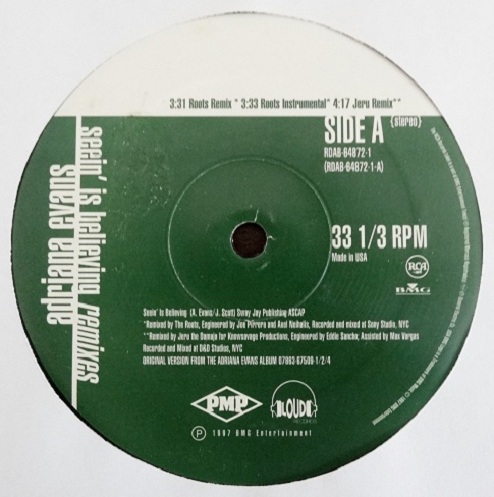 3:31 Roots Remix * 3:33 Roots Instrumental* 4:17 Jeru Remix**
SIDE A {stereo}
RDAB-64872-1
(RDAB-64872-1-A)
adriana evans
seein' is believing remixes
33 1/3 RPM
Made in USA
RCA
BMG
Seein' Is Believing (A. Evans/J. Scott) Dwmy Jay Publishing ASCAP
*Remixed by The Roots, Engineered by Joe and Axel Niehaus, Recorded and mixed at Sony Studio, NYC
**Remixed by Jeru the Damaja for Knowsavage Productions, Engineered by Eddie Sancho; Assisted by Max Vargas
Recorded and Mixed at D&D Studios, NYC
ORIGINAL VERSION FROM THE ADRIANA EVANS ALBUM 07863-67509-1/2/4
PMP
LOUD
RECORDS
℗ 1997 BMG Entertainment